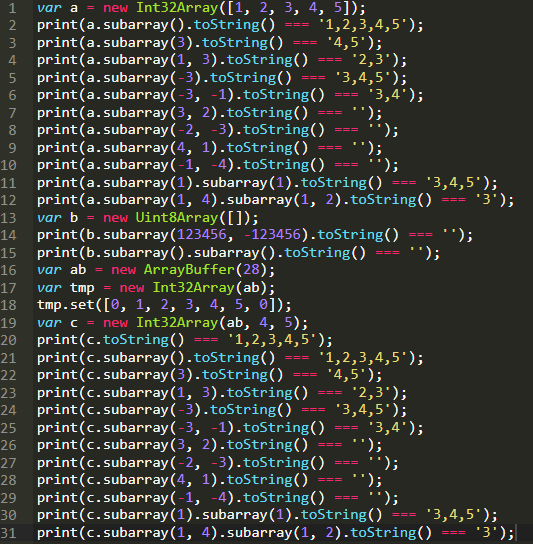 1 var a = new Int32Array([1, 2, 3, 4, 5]);
2 print(a.subarray().toString() === '1,2,3,4,5');
3 print(a.subarray(3).toString() === '4,5');
4 print(a.subarray(1, 3).toString() === '2,3');
5 print(a.subarray(-3).toString() === '3,4,5');
6 print(a.subarray(-3, -1).toString() === '3,4');
7 print(a.subarray(3, 2).toString() === '');
8 print(a.subarray(-2, -3).toString() === '');
9 print(a.subarray(4, 1).toString() === '');
10 print(a.subarray(-1, -4).toString() === '');
11 print(a.subarray(1).subarray(1).toString() === '3,4,5');
12 print(a.subarray(1, 4).subarray(1, 2).toString() === '3');
13 var b = new Uint8Array([]);
14 print(b.subarray(123456, -123456).toString() === '');
15 print(b.subarray().subarray().toString() === '');
16 var ab = new ArrayBuffer(28);
17 var tmp = new Int32Array(ab);
18 tmp.set([0, 1, 2, 3, 4, 5, 0]);
19 var c = new Int32Array(ab, 4, 5);
20 print(c.toString() === '1,2,3,4,5');
21 print(c.subarray().toString() === '1,2,3,4,5');
22 print(c.subarray(3).toString() === '4,5');
23 print(c.subarray(1, 3).toString() === '2,3');
24 print(c.subarray(-3).toString() === '3,4,5');
25 print(c.subarray(-3, -1).toString() === '3,4');
26 print(c.subarray(3, 2).toString() === '');
27 print(c.subarray(-2, -3).toString() === '');
28 print(c.subarray(4, 1).toString() === '');
29 print(c.subarray(-1, -4).toString() === '');
30 print(c.subarray(1).subarray(1).toString() === '3,4,5');
31 print(c.subarray(1, 4).subarray(1, 2).toString() === '3');